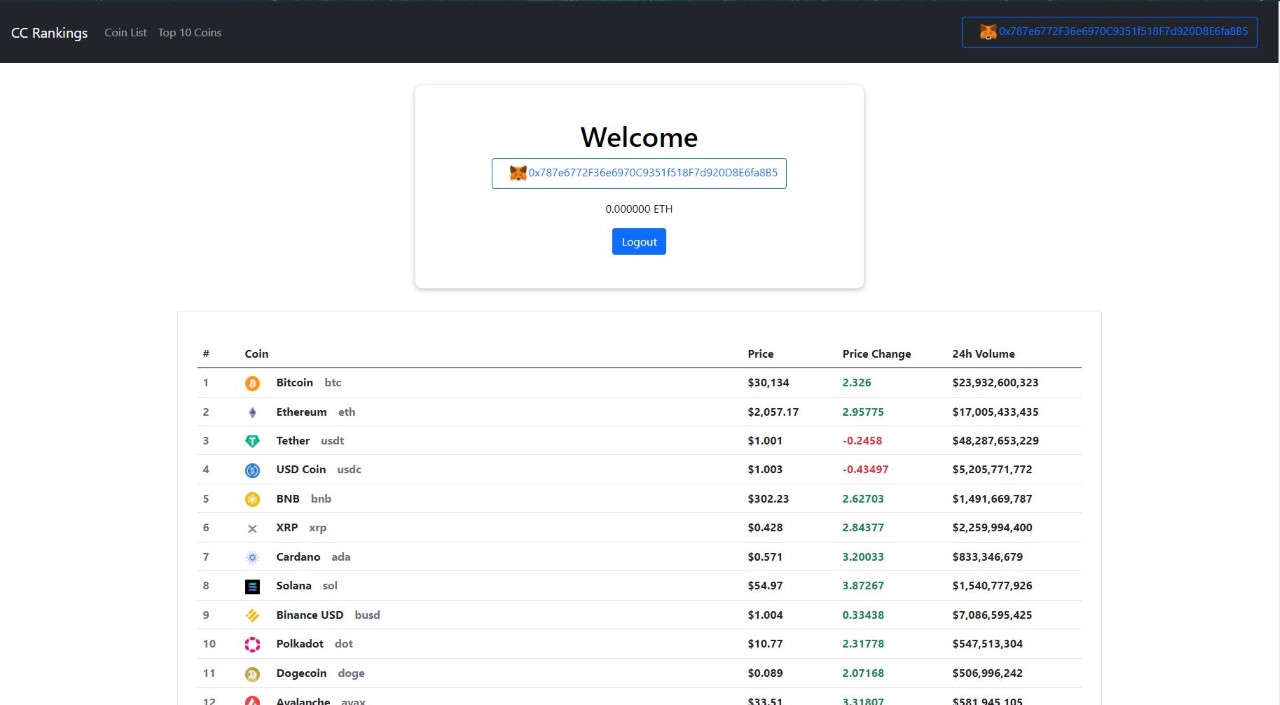 CC Rankings Coin List Top 10 Coins 0x787e6772F36e6970C9351f518F7d920D8E6fa8B5
Welcome
0x787e6772F36e6970C9351f518F7d920D8E6fa8B5
0.000000 ETH
Logout
# Coin Price Price Change 24h Volume
1 Bitcoin btc $30,134 2.326 $23,932,600,323
2 Ethereum eth $2,057.17 2.95775 $17,005,433,435
3 Tether usdt $1.001 -0.2458 $48,287,653,229
4 USD Coin usdc $1.003 -0.43497 $5,205,771,772
5 BNB bnb $302.23 2.62703 $1,491,669,787
6 XRP xrp $0.428 2.84377 $2,259,994,400
7 Cardano ada $0.571 3.20033 $833,346,679
8 Solana sol $54.97 3.87267 $1,540,777,926
9 Binance USD busd $1.004 0.33438 $7,086,595,425
10 Polkadot dot $10.77 2.31778 $547,513,304
11 Dogecoin doge $0.089 2.07168 $506,996,242
12 Avalanche avax $33.51 3.31807 $581,945,105